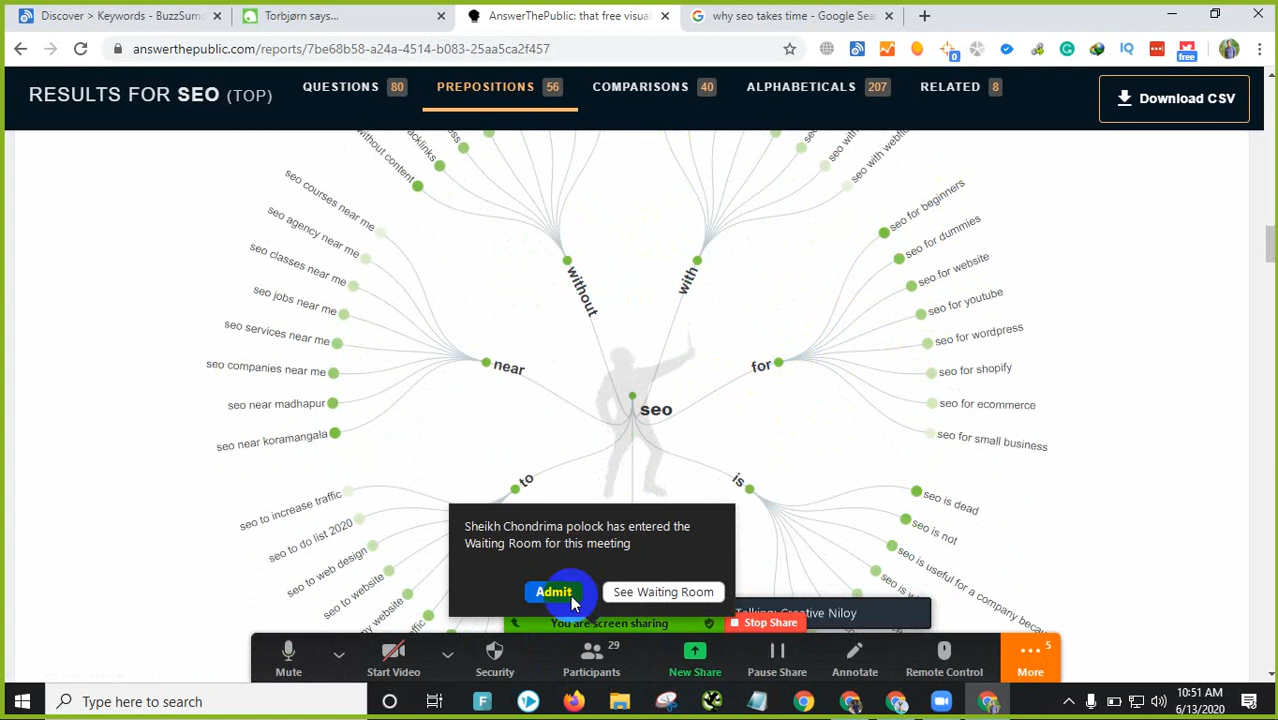 Discover > Keywords - BuzzSumo
Torbjørn says...
AnswerThePublic: that free visual
why seo takes time - Google Sea
answerthepublic.com/reports/7be68b58-a24a-4514-b083-25aa5ca2f457
0
IQ
free
RESULTS FOR SEO (TOP)
QUESTIONS 80
PREPOSITIONS 56
COMPARISONS 40
ALPHABETICALS 207
RELATED 8
Download CSV
without content
seo with webf
seo courses near me
seo agency near me
seo classes near me
seo jobs near me
seo services near me
seo companies near me
seo near madhapur
seo near koramangala
near
without
with
for
seo
seo for beginners
seo for dummies
seo for website
seo for youtube
seo for wordpress
seo for shopify
seo for ecommerce
seo for small business
to
is
seo to increase traffic
seo to do list 2020
seo to web design
seo to website
seo is dead
seo is not
seo is useful for a company because
Sheikh Chondrima polock has entered the
Waiting Room for this meeting
Admit
See Waiting Room
Talking: Creative Niloy
You are screen sharing
Stop Share
Mute
Start Video
Security
29
Participants
New Share
Pause Share
Annotate
Remote Control
5
More
Type here to search
F
10:51 AM
6/13/2020